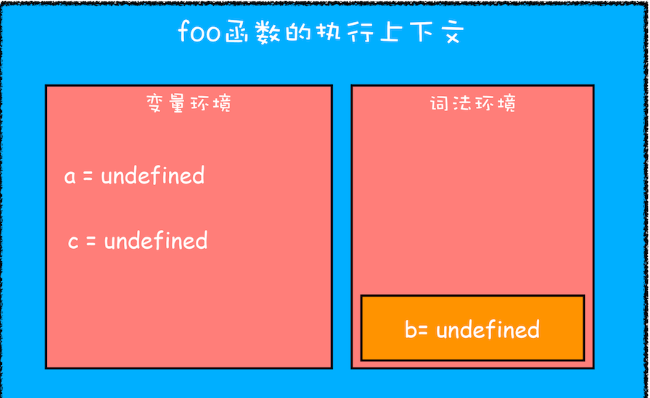 foo函数的执行上下文
变量环境
词法环境
a = undefined
c = undefined
b= undefined